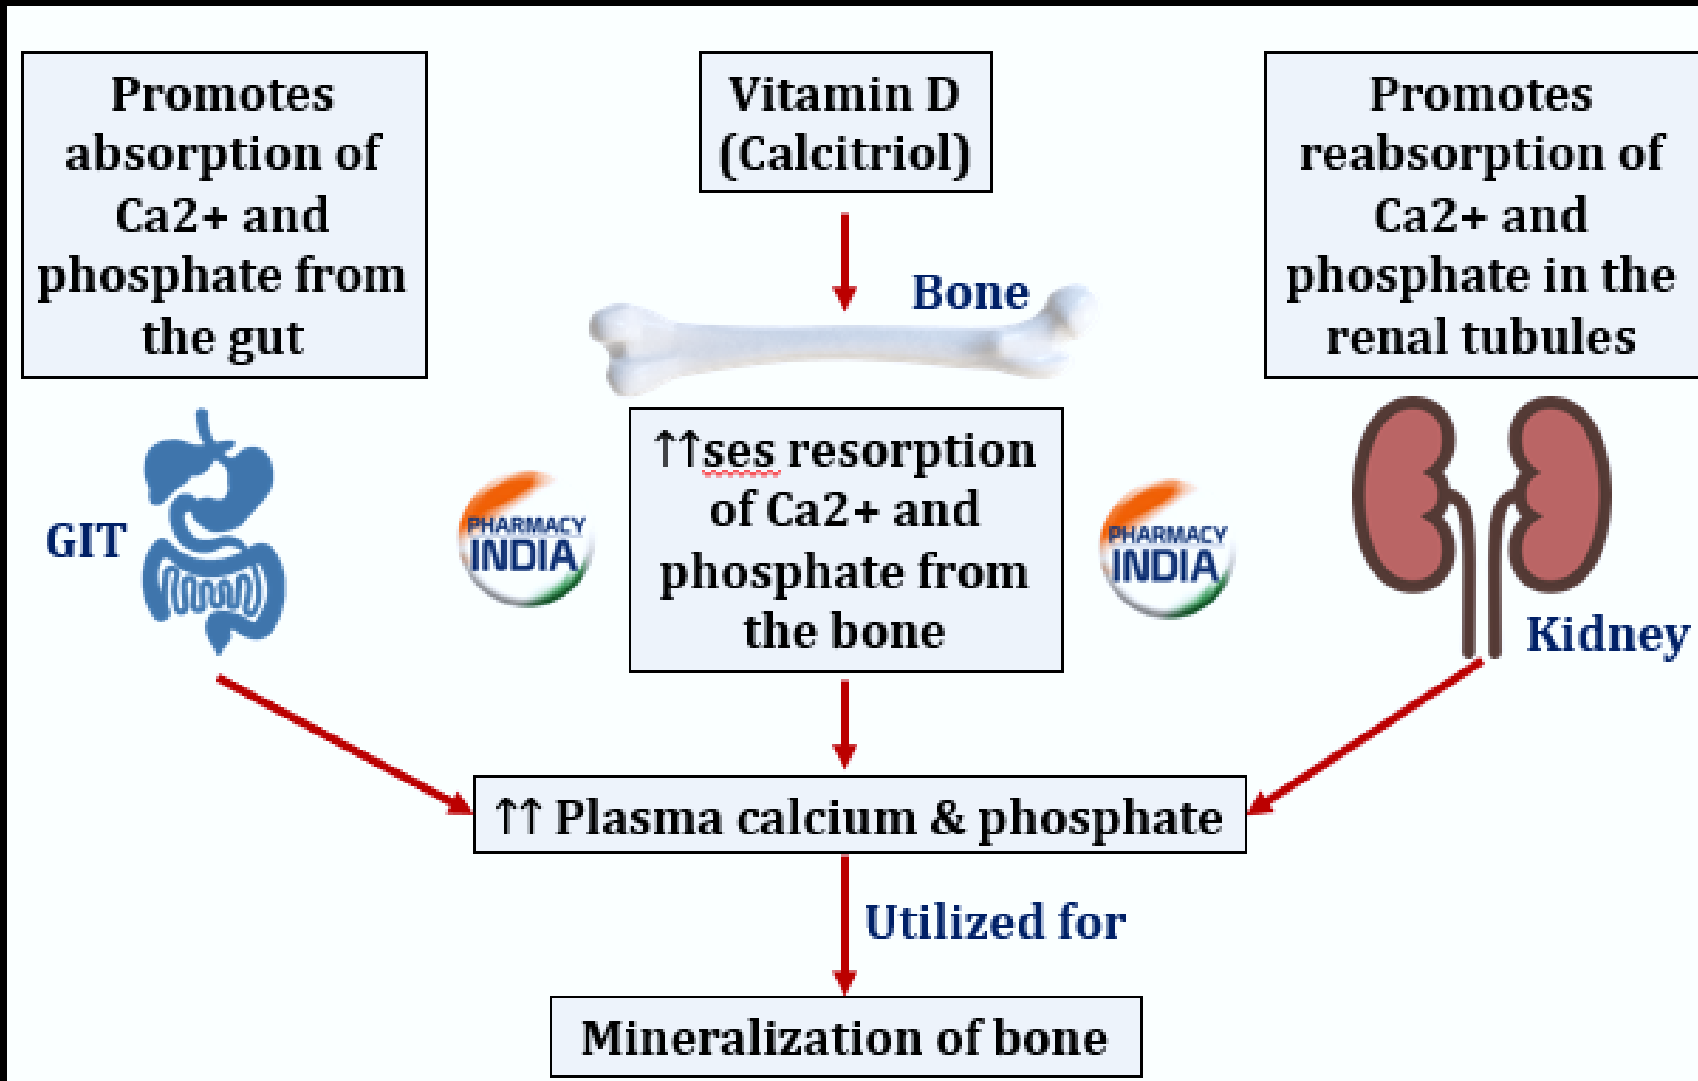 Promotes
absorption of
Ca2+ and
phosphate from
the gut
Vitamin D
(Calcitriol)
Promotes
reabsorption of
Ca2+ and
phosphate in the
renal tubules
Bone
GIT
PHARMACY
INDIA
↑↑ses resorption
of Ca2+ and
phosphate from
the bone
PHARMACY
INDIA
Kidney
↑↑ Plasma calcium & phosphate
Utilized for
Mineralization of bone